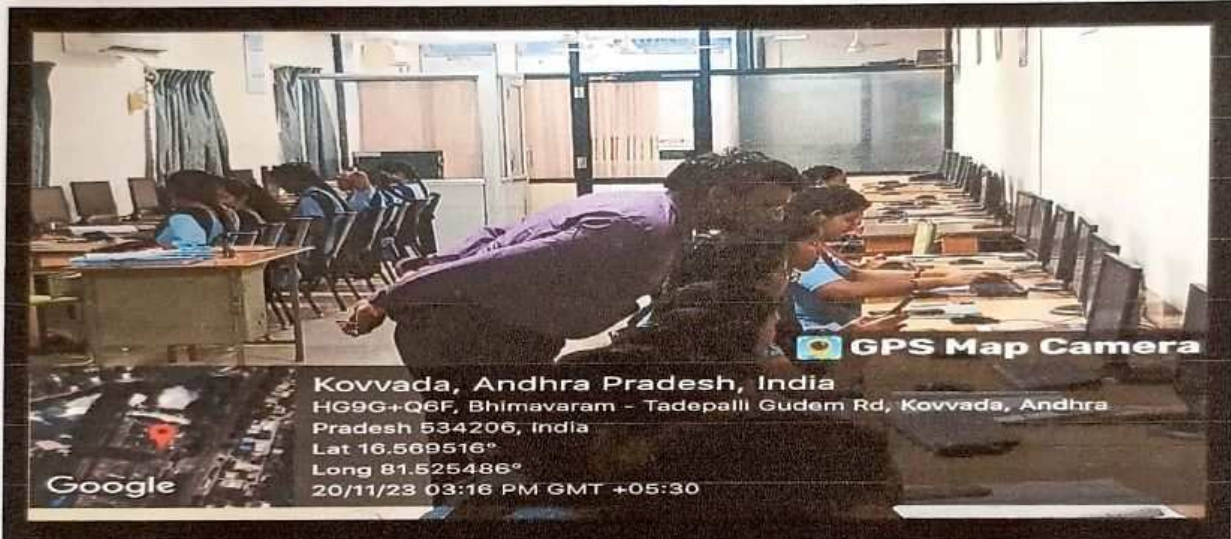 GPS Map Camera
Kovvada, Andhra Pradesh, India
HG9G+Q6F, Bhimavaram - Tadepalli Gudem Rd, Kovvada, Andhra
Pradesh 534206, India
Lat 16.569516°
Long 81.525486°
20/11/23 03:16 PM GMT +05:30
Google